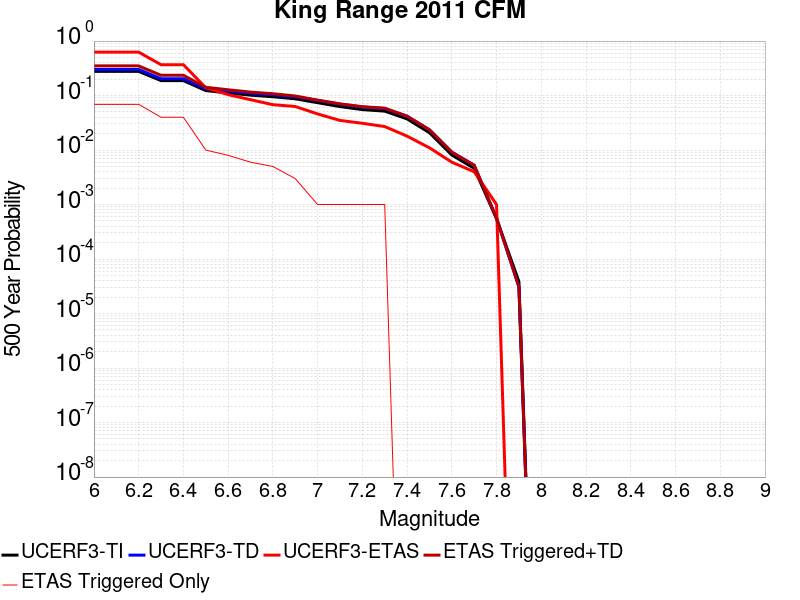 King Range 2011 CFM
10^0
10^-1
10^-2
10^-3
10^-4
10^-5
10^-6
10^-7
10^-8
500 Year Probability
6 6.2 6.4 6.6 6.8 7 7.2 7.4 7.6 7.8 8 8.2 8.4 8.6 8.8 9
Magnitude
UCERF3-TI UCERF3-TD UCERF3-ETAS ETAS Triggered+TD
ETAS Triggered Only